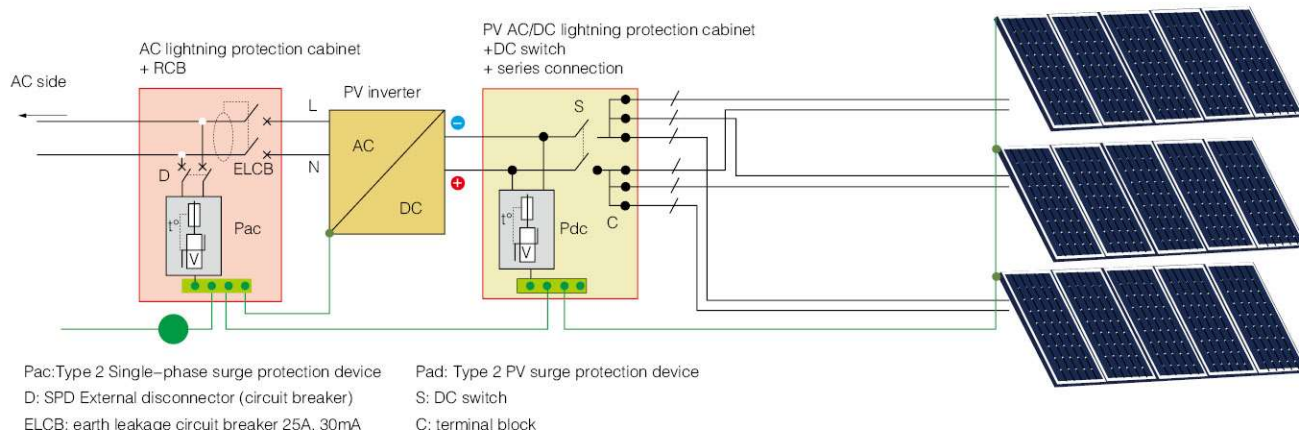 PV AC/DC lightning protection cabinet
+DC switch
+ series connection
AC lightning protection cabinet
+ RCB
AC side
L
PV inverter
S
AC
N
ELCB
D
DC
C
t°
Pac
V
t°
Pdc
V
Pac:Type 2 Single-phase surge protection device
Pad: Type 2 PV surge protection device
D: SPD External disconnector (circuit breaker)
S: DC switch
ELCB: earth leakage circuit breaker 25A, 30mA
C: terminal block